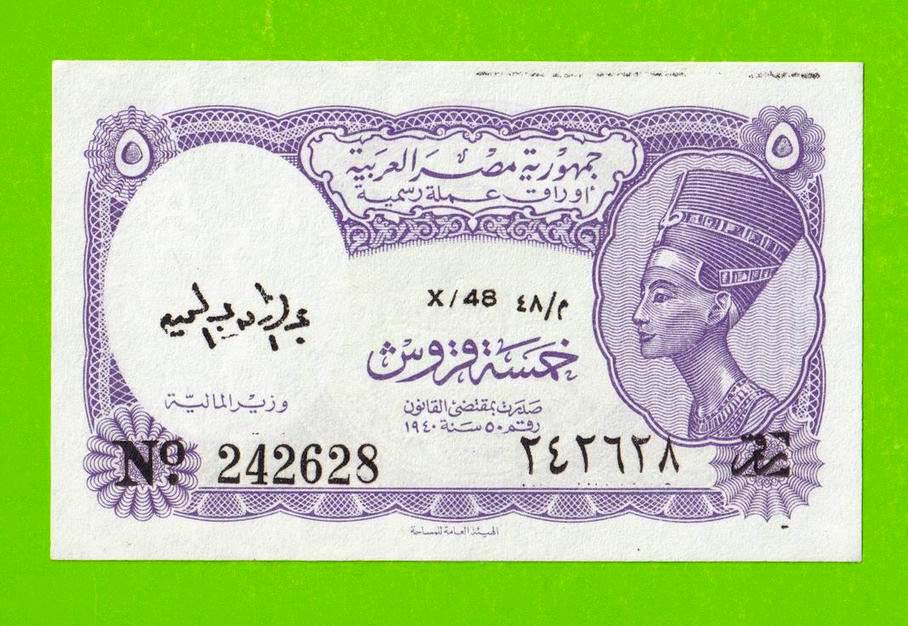 ٥
٥
جمهورية مصر العربية
أوراق عملة رسمية
X/48 ٤٨/م
خمسة قروش
وزير المالية
صدرت بمقتضى القانون
رقم ٥٠ سنة ١٩٤٠
Nº 242628
٢٤٢٦٢٨ نمرة
الهيئة العامة للمساحة